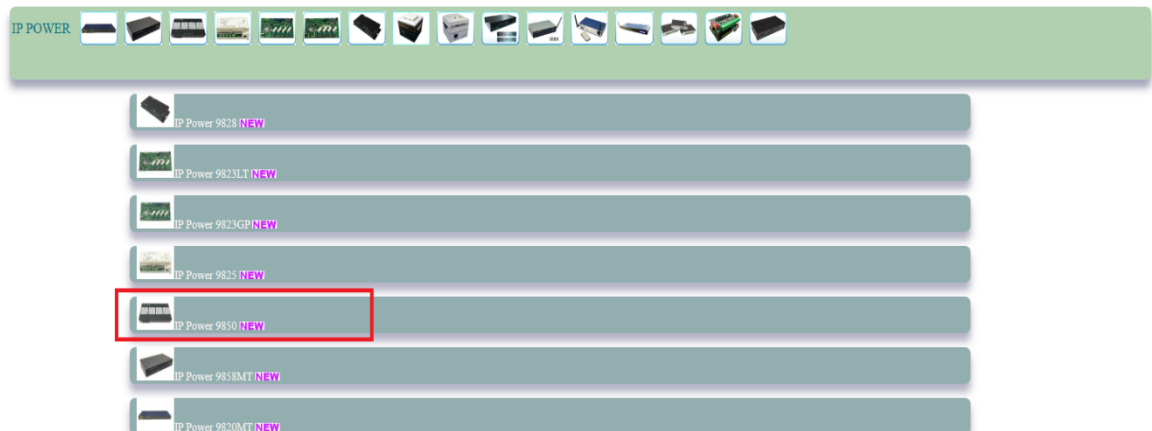 IP POWER
IP Power 9828 NEW
IP Power 9823LT NEW
IP Power 9823GP NEW
IP Power 9825 NEW
IP Power 9850 NEW
IP Power 9858MT NEW
IP Power 9820MT NEW